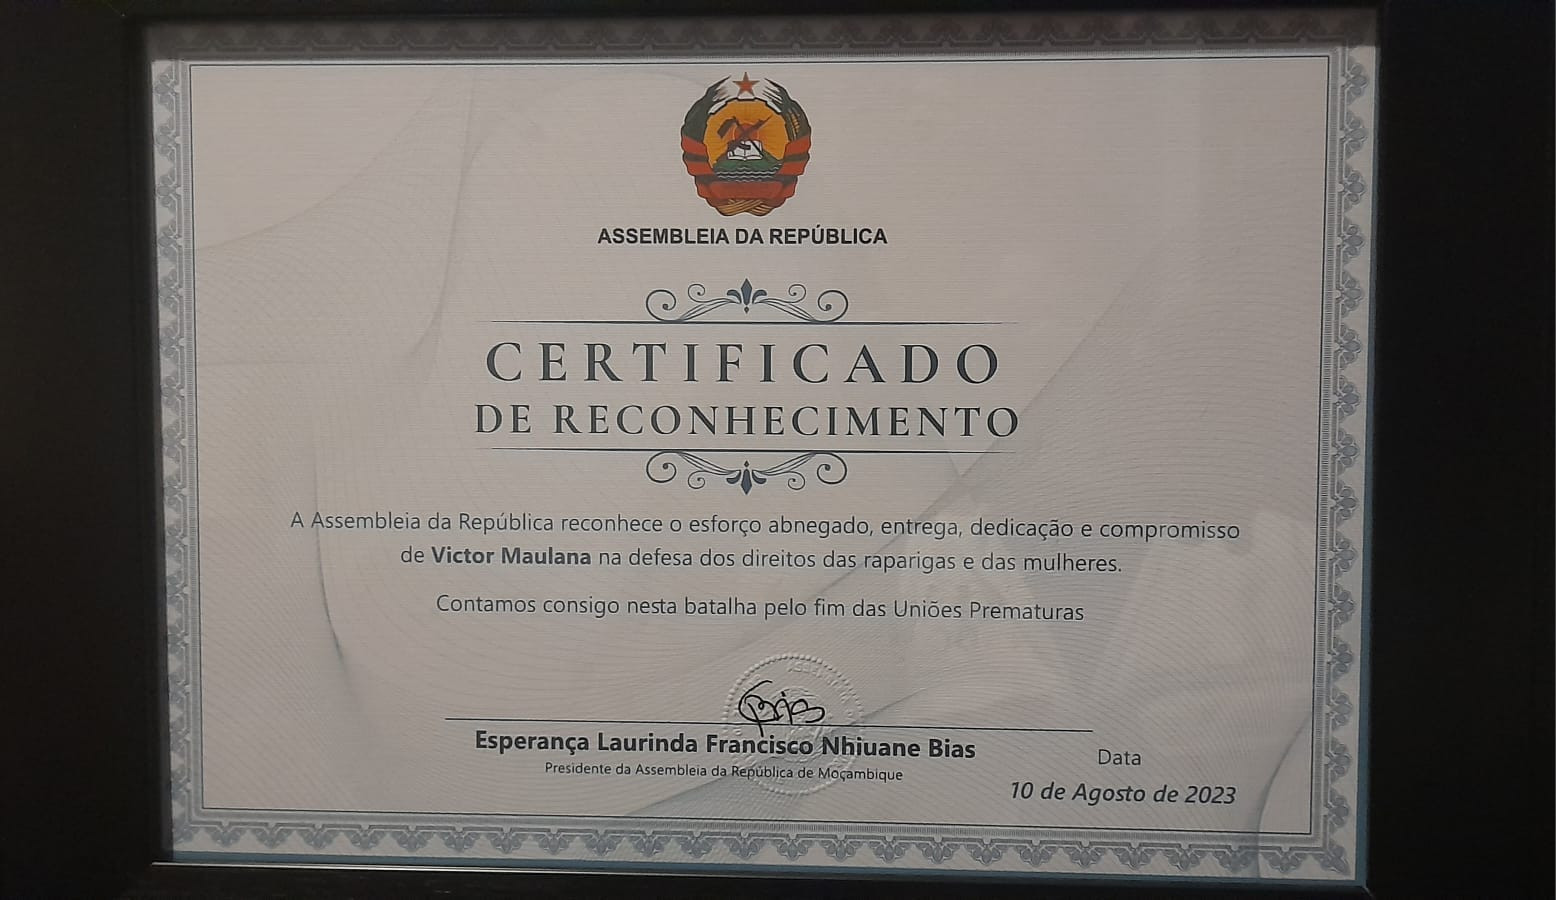 ASSEMBLEIA DA REPÚBLICA
CERTIFICADO
DE RECONHECIMENTO
A Assembleia da República reconhece o esforço abnegado, entrega, dedicação e compromisso
de Victor Maulana na defesa dos direitos das raparigas e das mulheres.
Contamos consigo nesta batalha pelo fim das Uniões Prematuras
Esperança Laurinda Francisco Nhiuane Bias
Presidente da Assembleia da República de Moçambique
Data
10 de Agosto de 2023